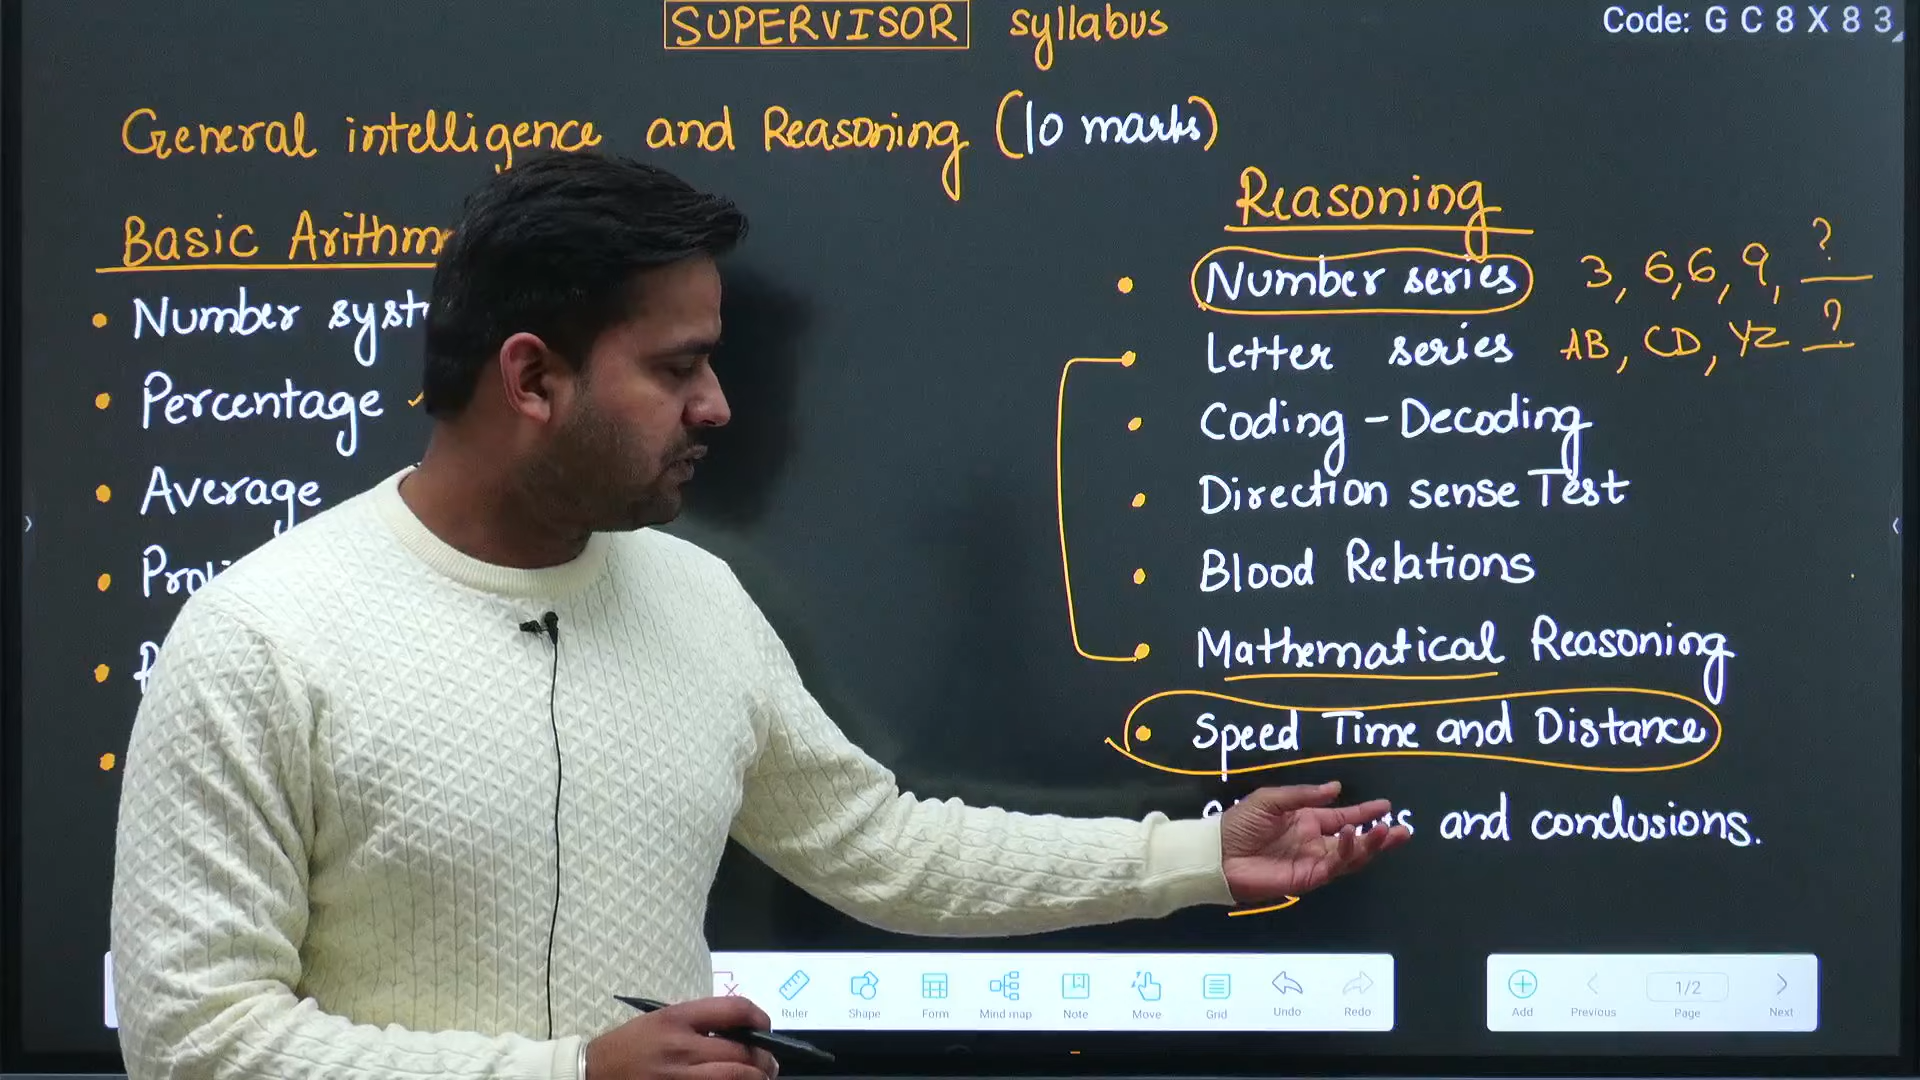 SUPERVISOR syllabus
Code: G C 8 X 8 3
General intelligence and Reasoning (10 marks)
Basic
Number
Percentage
Average
Reasoning
Number series 3, 6, 6, 9, ?
Letter series AB, CD, YZ ?
Coding - Decoding
Direction sense Test
Blood Relations
Mathematical Reasoning
Speed Time and Distance
and conclusions.
Ruler Shape Form Mind map Note Move Grid Undo Redo
Add Previous 1/2 Page Next